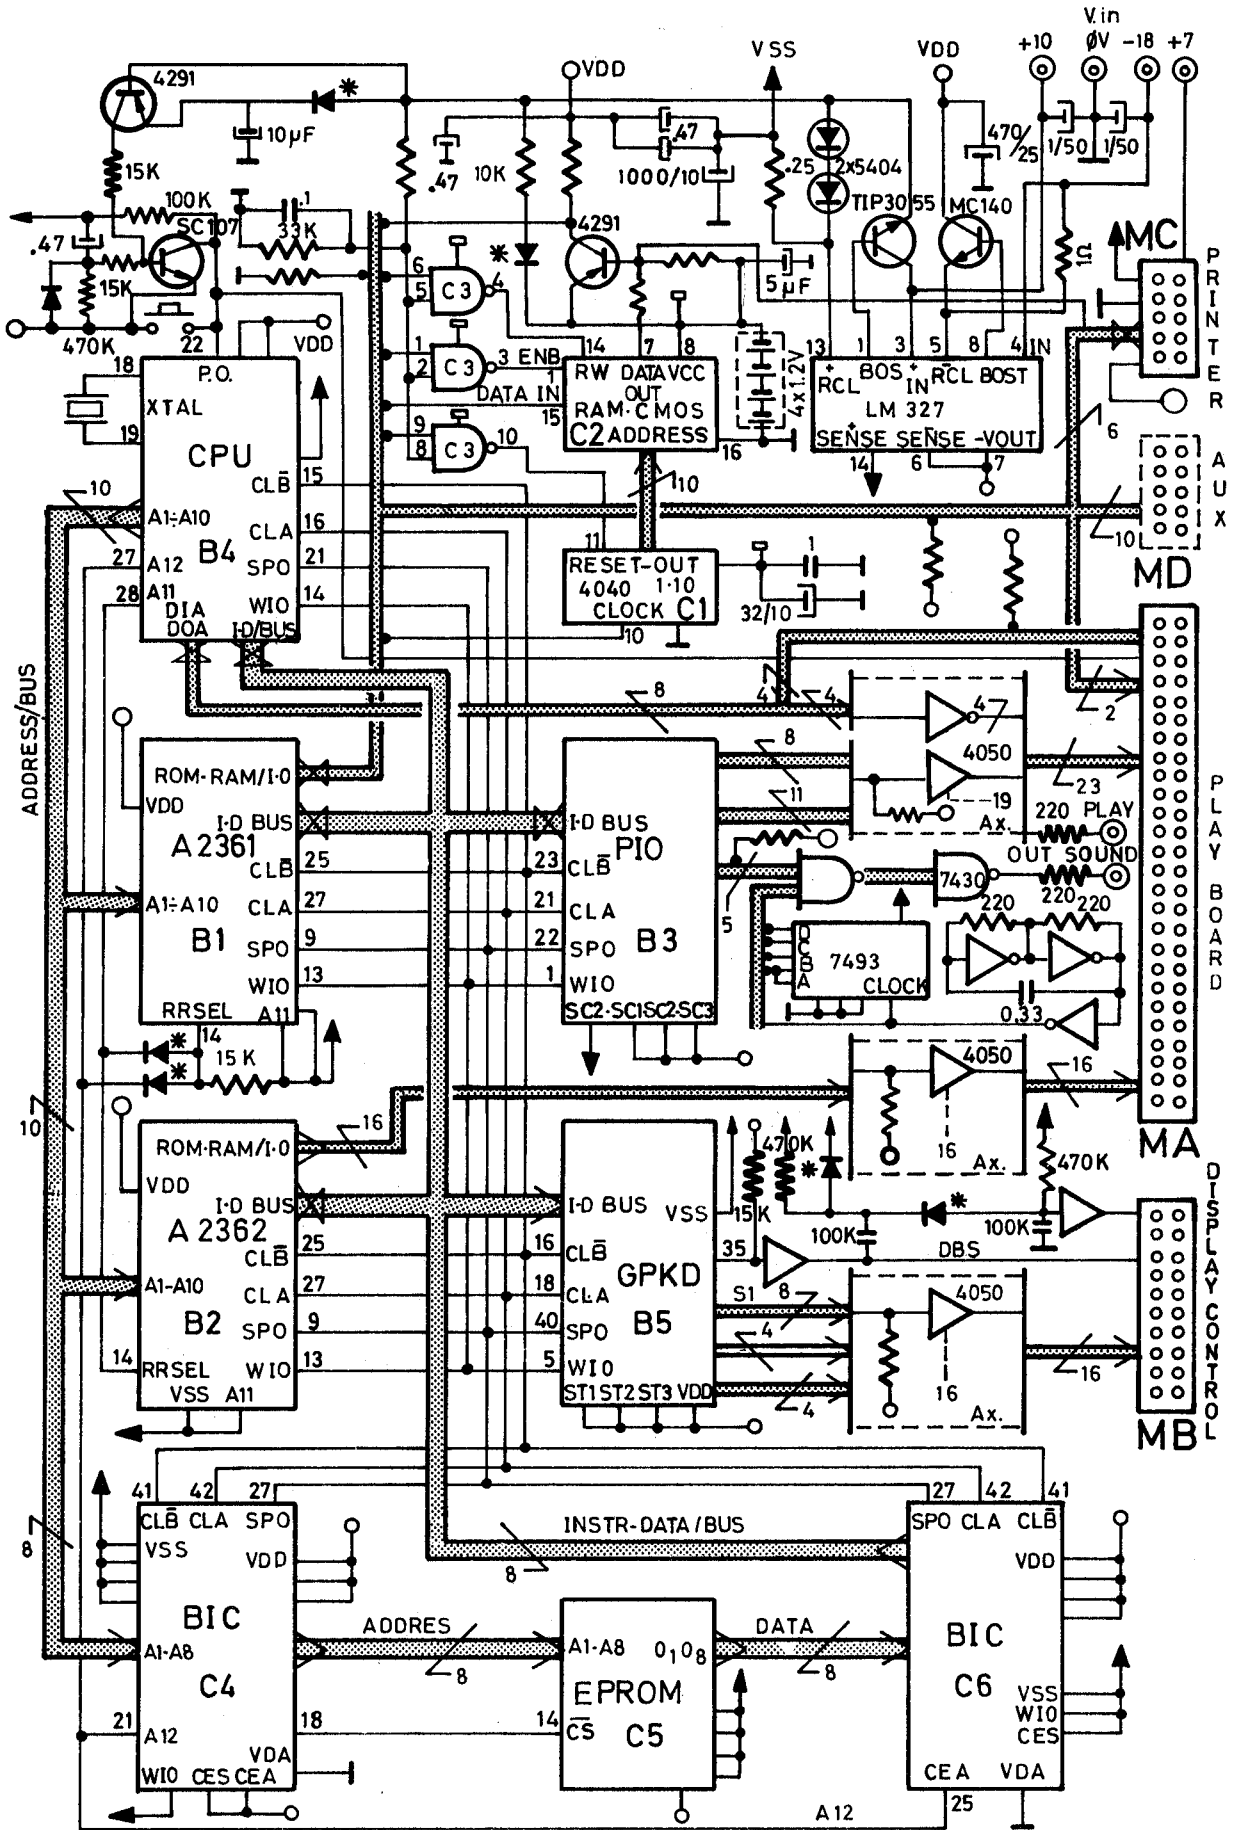 V.in
+10 ØV -18 +7
VSS
VDD
VDD
4291
*
10µF
15K
100K
SC107
.47
15K
470K
.1
33K
.47
10K
.47
1000/10
4291
*
5µF
.25
2x5404
TIP3055
MC140
470/25
1/50
1/50
1Ω
MC
PRINTER
6
5
C3
4
1
2
C3
3 ENB
9
8
C3
10
DATA IN
14 7 8
1
15
16
RW DATA VCC
OUT
RAM·CMOS
C2 ADDRESS
4x1.2V
13 1 3 5 8 4 IN
+ RCL BOS + IN RCL BOST
LM 327
SENSE SENSE -VOUT
14 6 7
6
AUX
10
MD
22
VDD
18
19
P.O.
XTAL
CPU
CLB̅ 15
CLA 16
SPO 21
WIO 14
10
A1÷A10
B4
27 A12
28 A11
DIA
DOA I·D/BUS
ADDRESS/BUS
10
11
RESET-OUT
4040 1·10
CLOCK C1
10
1
32/10
4
4
8
8
11
5
4
4050
19
Ax.
2
23
220 PLAY
OUT SOUND
220
PLAY BOARD
ROM-RAM/I·O
VDD
I·D BUS
A2361
CLB̅ 25
CLA 27
A1÷A10
B1
SPO 9
WIO 13
RRSEL A11
14
*
*
15 K
I·D BUS
PIO
23 CLB̅
21 CLA
22 SPO
1 WIO
B3
SC2·SC1 SC2-SC3
7430
D
C
B
A
7493
CLOCK
220 220
0.33
4050
16
Ax.
16
MA
10
ROM·RAM/I·O
16
VDD
I·D BUS
A 2362
CLB̅ 25
CLA 27
A1-A10
B2
SPO 9
14 RRSEL
WIO 13
VSS A11
I·D BUS
VSS
16 CLB̅
18 CLA
40 SPO
5 WIO
GPKD
B5
ST1 ST2 ST3 VDD
35
470K
*
15K
100K
*
100K
470K
DBS
S1
8
4
4
4050
16
Ax.
16
DISPLAY CONTROL
MB
41 42 27
CLB̅ CLA SPO
VSS
VDD
BIC
A1-A8
C4
8
21 A12
18
VDA
WIO CES CEA
INSTR-DATA/BUS
8
ADDRES
8
A1-A8 O1O8
EPROM
14 C̅S̅ C5
DATA
8
27 42 41
SPO CLA CLB̅
VDD
BIC
C6
VSS
WIO
CES
CEA VDA
25
A12